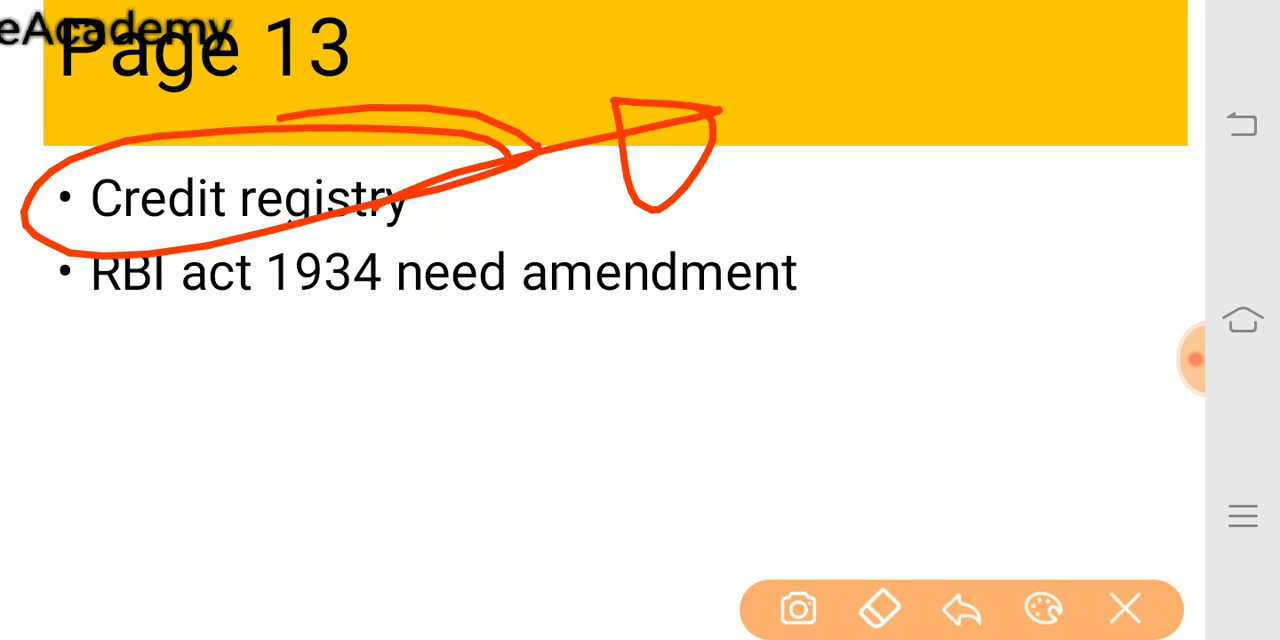 eAcademy
Page 13
• Credit registry
• RBI act 1934 need amendment